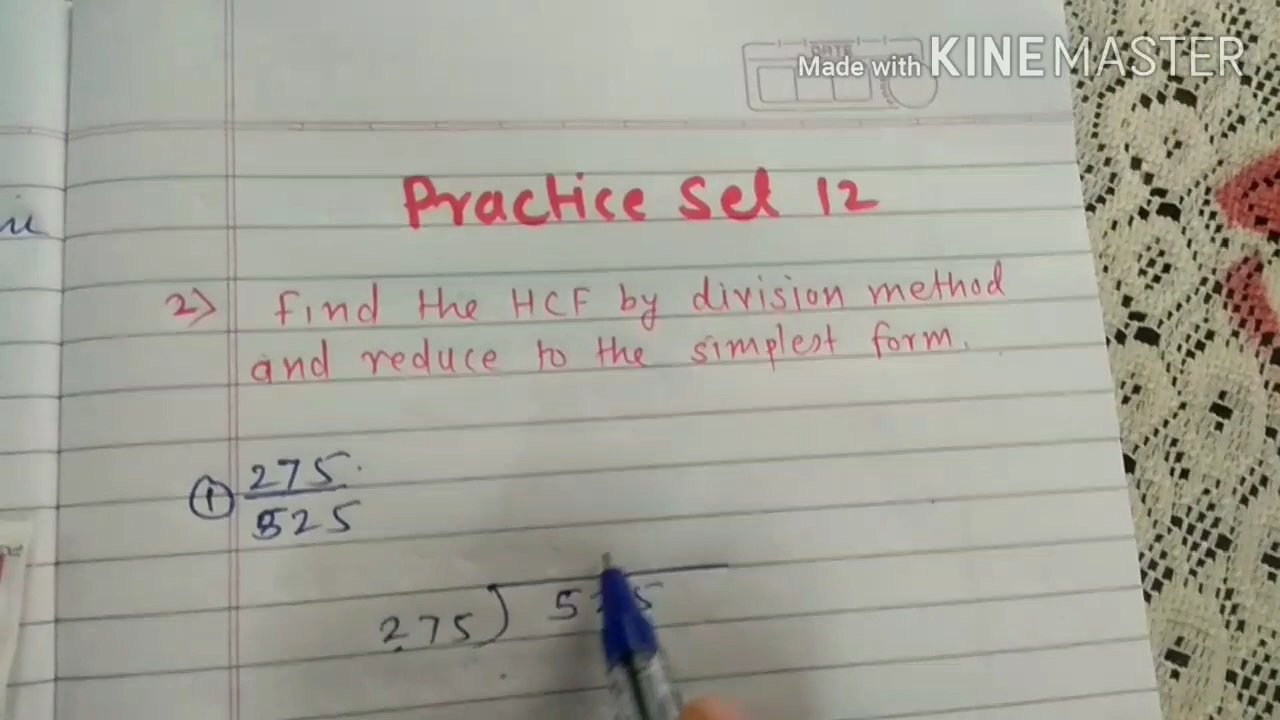 DATE
Made with KINEMASTER
Practice Set 12
2) Find the HCF by division method
and reduce to the simplest form.
① 275
525
275) 5 5